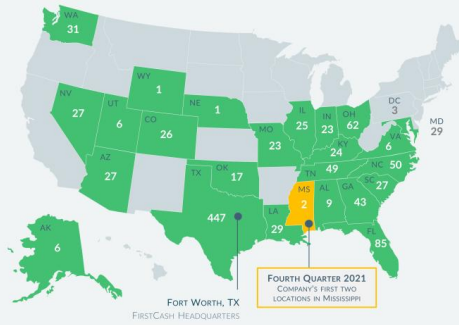 WA
31
WY
1
NE
1
NV
27
UT
6
CO
26
AZ
27
TX
447
OK
17
MO
23
IL
25
IN
23
OH
62
KY
24
DC
3
MD
29
VA
6
TN
49
NC 50
SC
27
MS
2
AL
9
GA
43
LA
29
FL
85
AK
6
FORT WORTH, TX
FIRSTCASH HEADQUARTERS
FOURTH QUARTER 2021
COMPANY'S FIRST TWO
LOCATIONS IN MISSISSIPPI